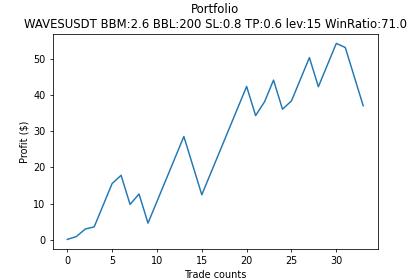 Portfolio
WAVESUSDT BBM:2.6 BBL:200 SL:0.8 TP:0.6 lev:15 WinRatio:71.0
Profit ($)
50
40
30
20
10
0
0 5 10 15 20 25 30
Trade counts